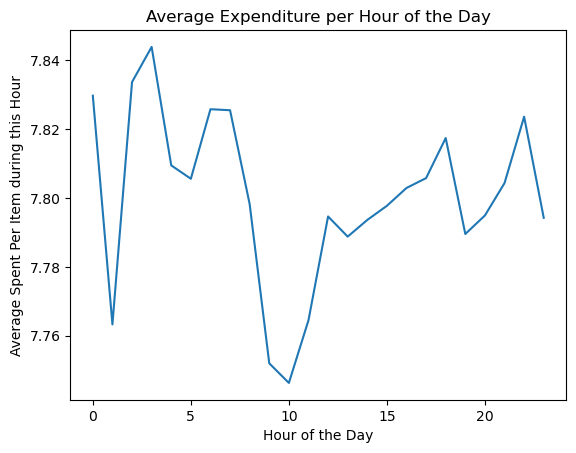 Average Expenditure per Hour of the Day
Average Spent Per Item during this Hour
7.84
7.82
7.80
7.78
7.76
0 5 10 15 20
Hour of the Day